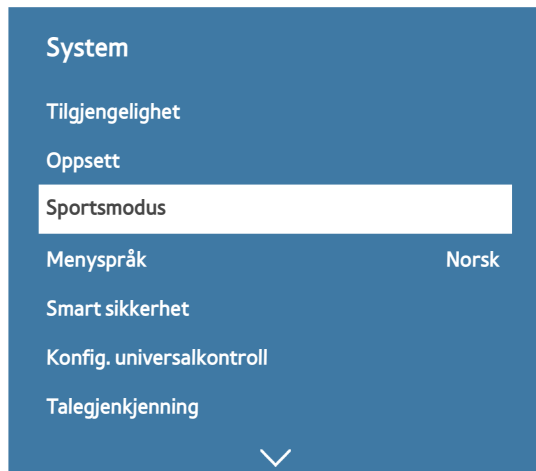 System
Tilgjengelighet
Oppsett
Sportsmodus
Menyspråk Norsk
Smart sikkerhet
Konfig. universalkontroll
Talegjenkjenning